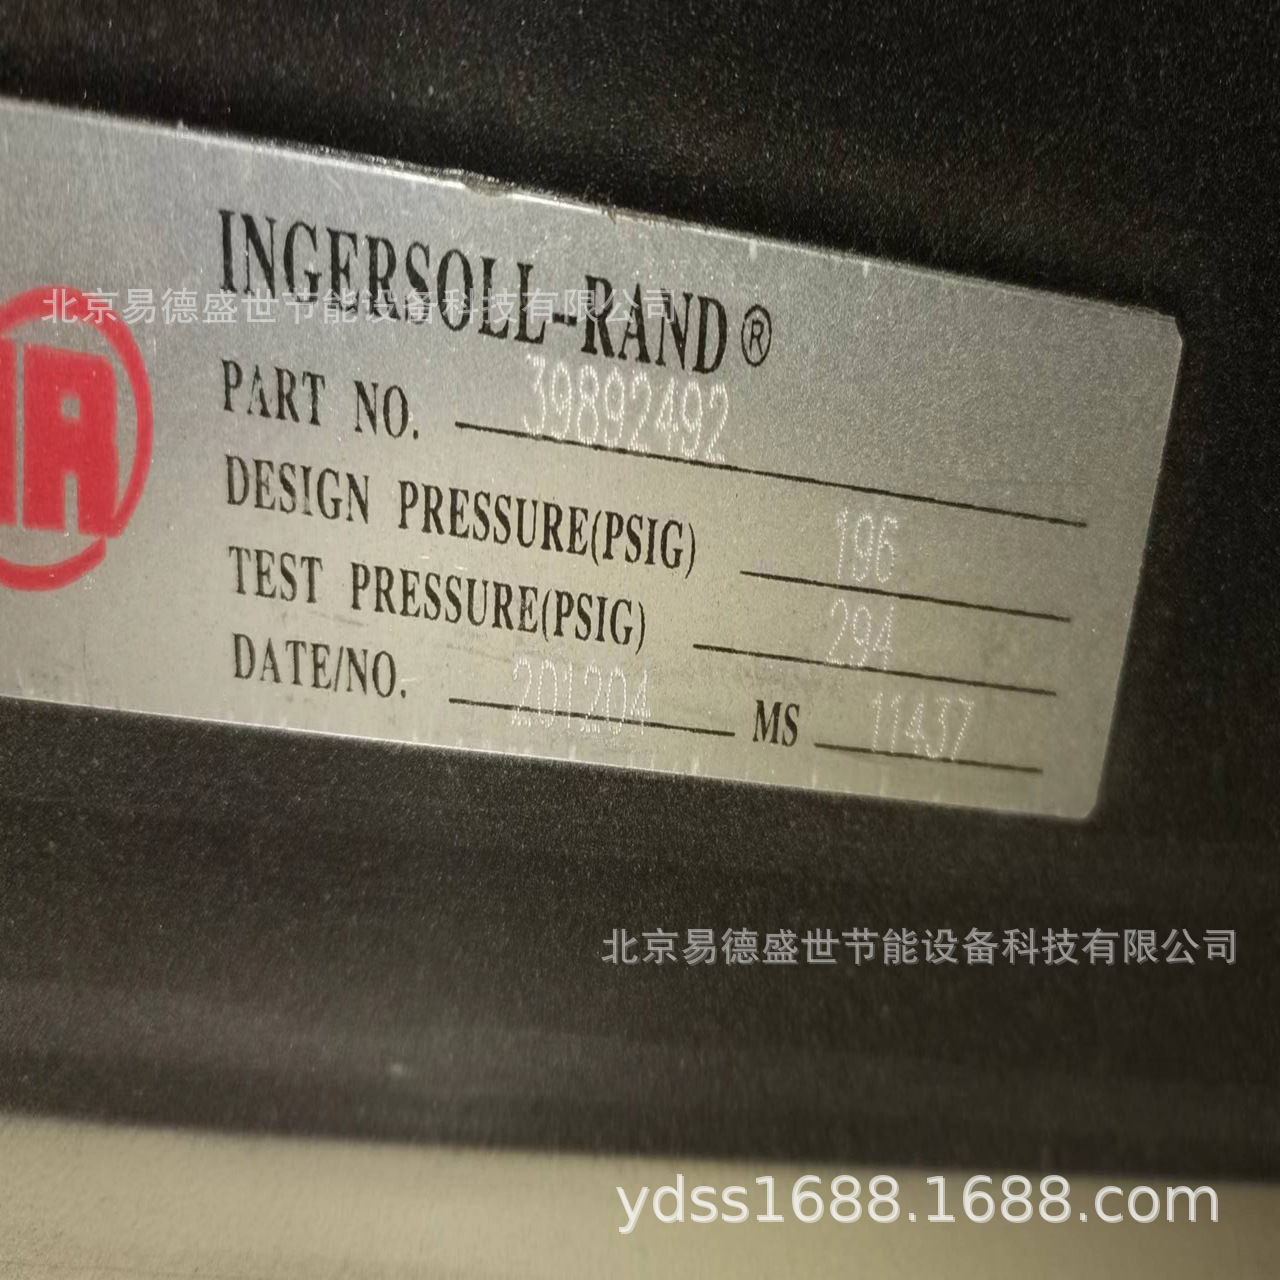 INGERSOLL-RAND®
北京易德盛世节能设备科技有限公司
IR
PART NO. 39892492
DESIGN PRESSURE(PSIG) 196
TEST PRESSURE(PSIG) 294
DATE/NO. 201204 MS 11437
北京易德盛世节能设备科技有限公司
ydss1688.1688.com